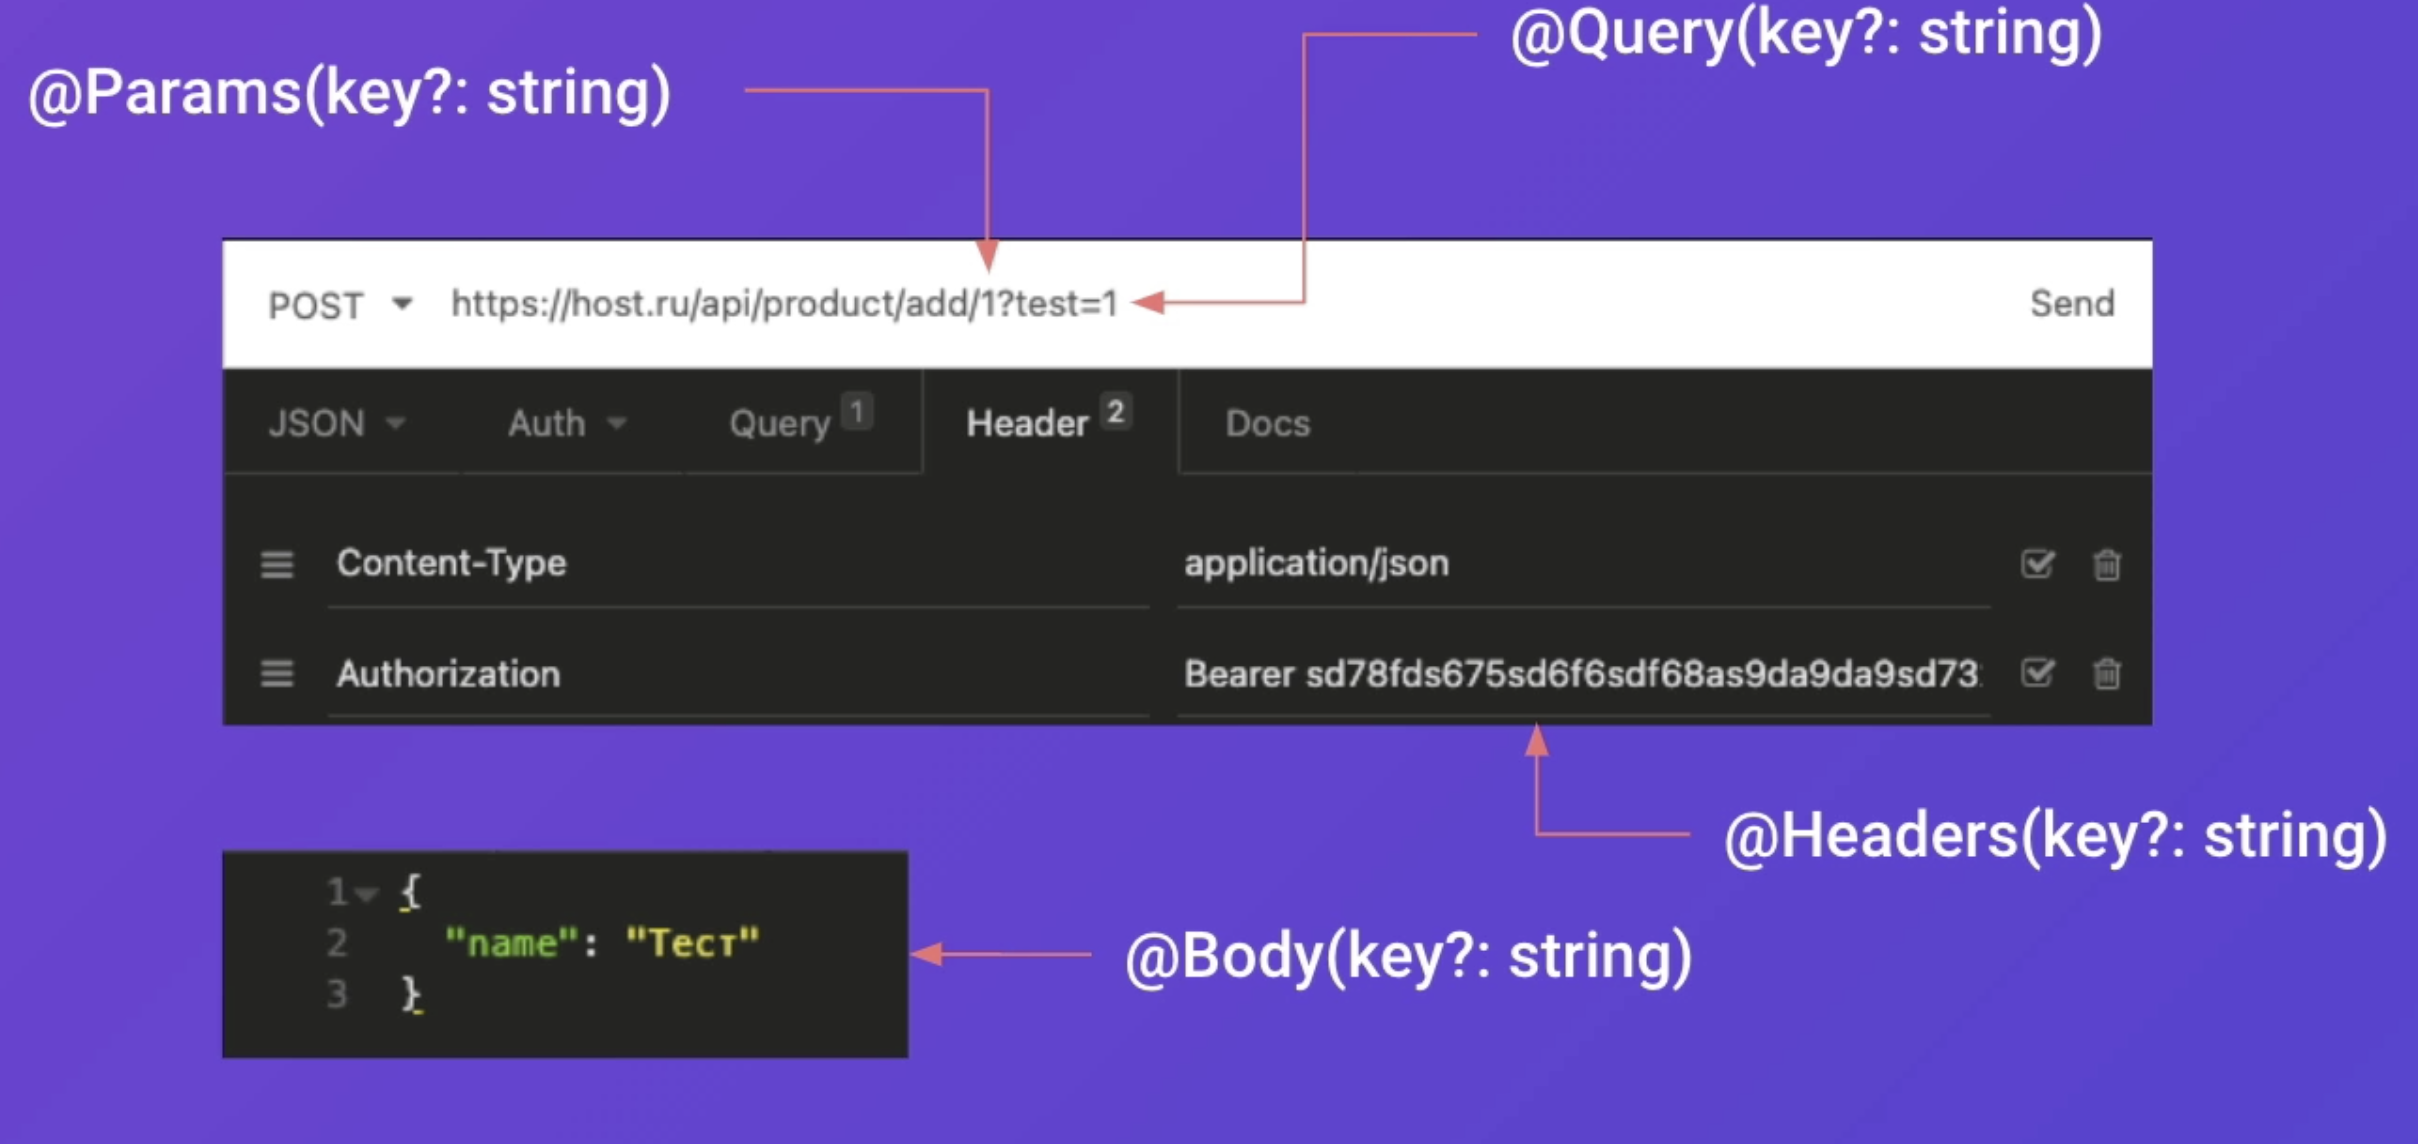 @Query(key?: string)
@Params(key?: string)
POST https://host.ru/api/product/add/1?test=1 Send
JSON Auth Query 1 Header 2 Docs
Content-Type application/json
Authorization Bearer sd78fds675sd6f6sdf68as9da9da9sd73
@Headers(key?: string)
1 {
2 "name": "Тест"
3 }
@Body(key?: string)